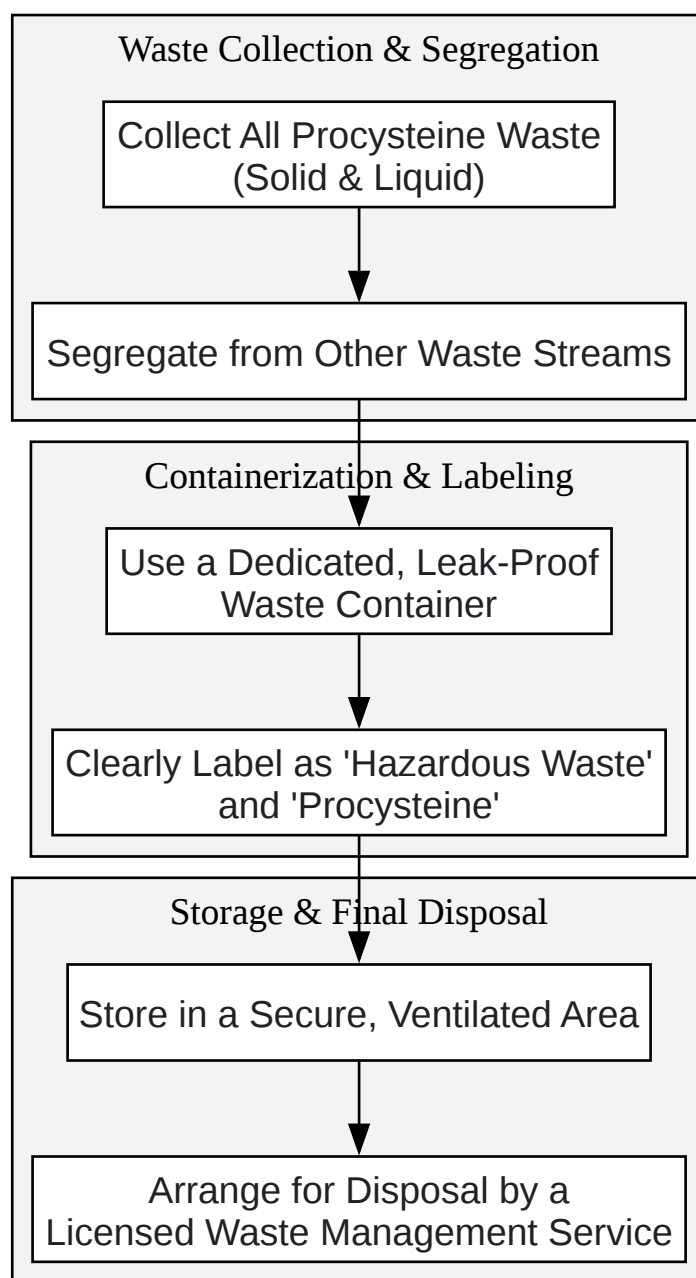 Waste Collection & Segregation
Collect All Procysteine Waste
(Solid & Liquid)
Segregate from Other Waste Streams
Containerization & Labeling
Use a Dedicated, Leak-Proof
Waste Container
Clearly Label as 'Hazardous Waste'
and 'Procysteine'
Storage & Final Disposal
Store in a Secure, Ventilated Area
Arrange for Disposal by a
Licensed Waste Management Service